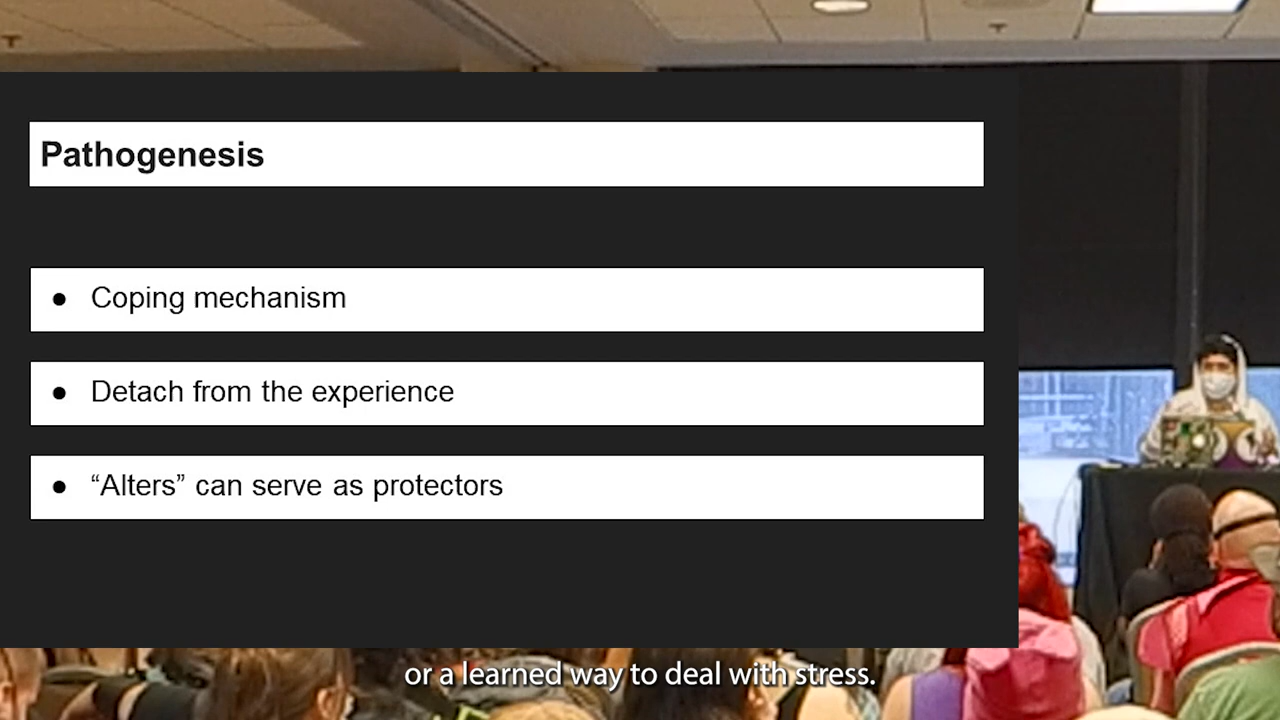 Pathogenesis
● Coping mechanism
● Detach from the experience
● “Alters” can serve as protectors
or a learned way to deal with stress.